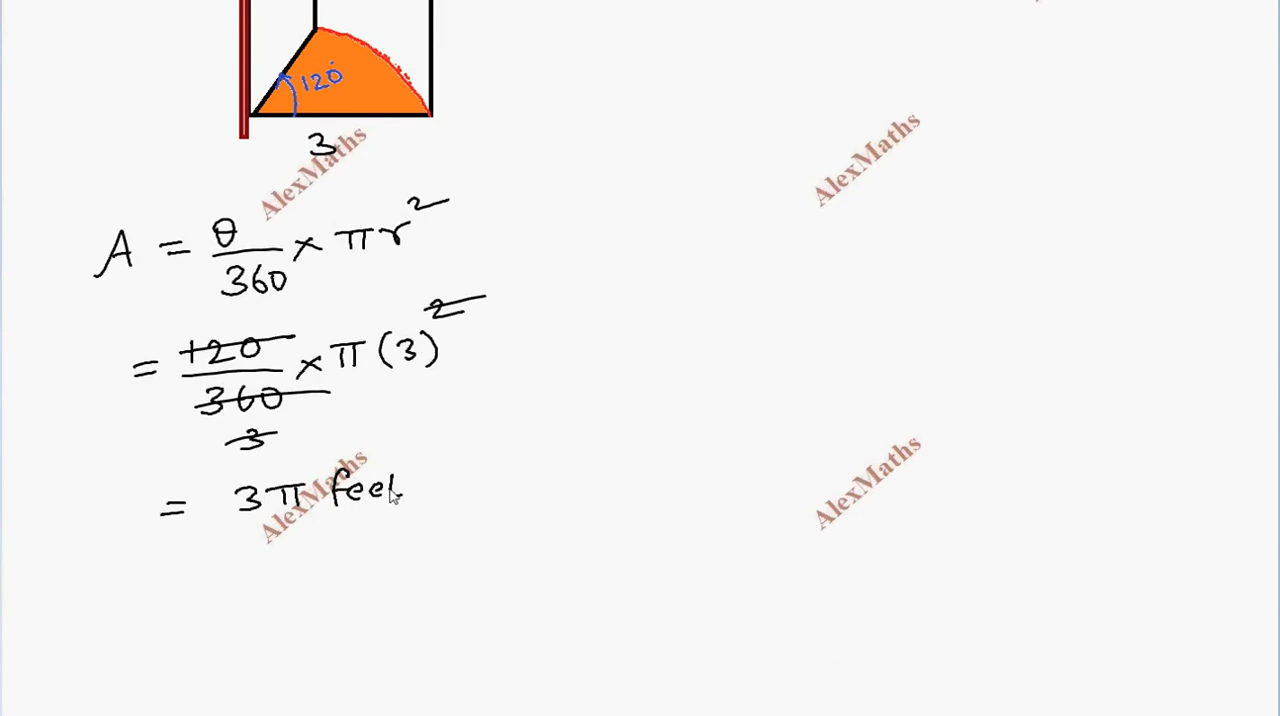 120°
3
AlexMaths
AlexMaths
A = θ/360 × πr²
= 120/360 × π(3)²
3
AlexMaths
AlexMaths
= 3π feet